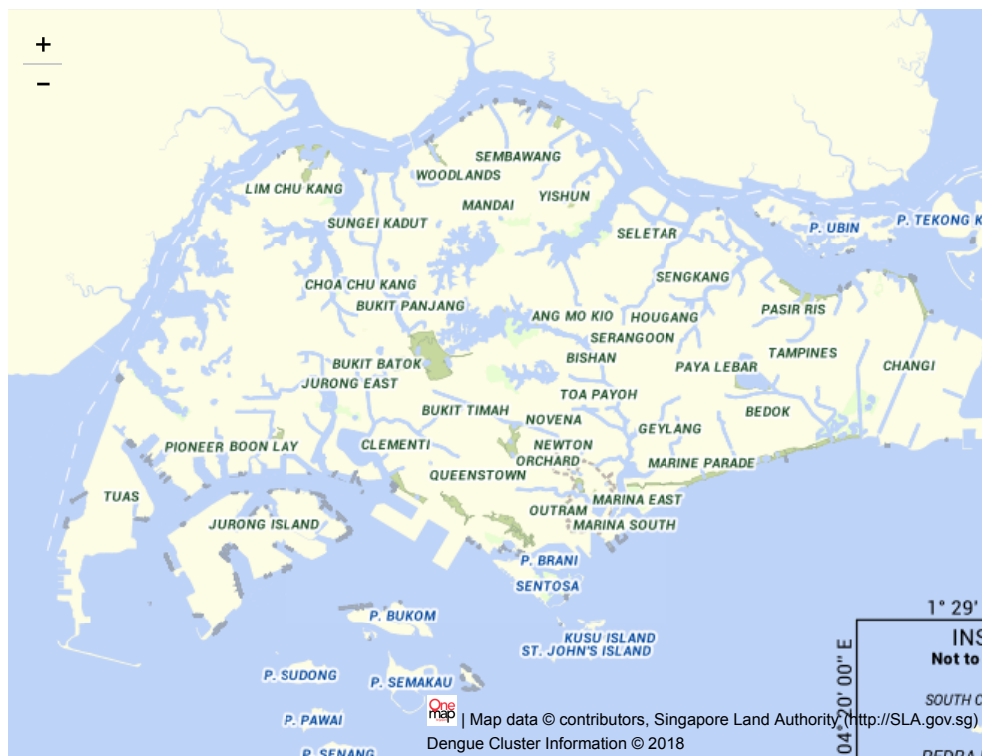 +
−
SEMBAWANG
WOODLANDS
LIM CHU KANG
YISHUN
MANDAI
SUNGEI KADUT
P. TEKONG K
P. UBIN
SELETAR
SENGKANG
CHOA CHU KANG
BUKIT PANJANG
PASIR RIS
ANG MO KIO
HOUGANG
SERANGOON
TAMPINES
BISHAN
BUKIT BATOK
PAYA LEBAR
CHANGI
JURONG EAST
TOA PAYOH
BUKIT TIMAH
BEDOK
NOVENA
GEYLANG
PIONEER
BOON LAY
CLEMENTI
NEWTON
ORCHARD
MARINE PARADE
QUEENSTOWN
TUAS
MARINA EAST
OUTRAM
JURONG ISLAND
MARINA SOUTH
P. BRANI
SENTOSA
P. BUKOM
KUSU ISLAND
ST. JOHN'S ISLAND
P. SUDONG
P. SEMAKAU
P. PAWAI
P. SENANG
1° 29'
INS
Not to
SOUTH C
PEDRA
04° 20' 00" E
One
map
| Map data © contributors, Singapore Land Authority (http://SLA.gov.sg)
Dengue Cluster Information © 2018